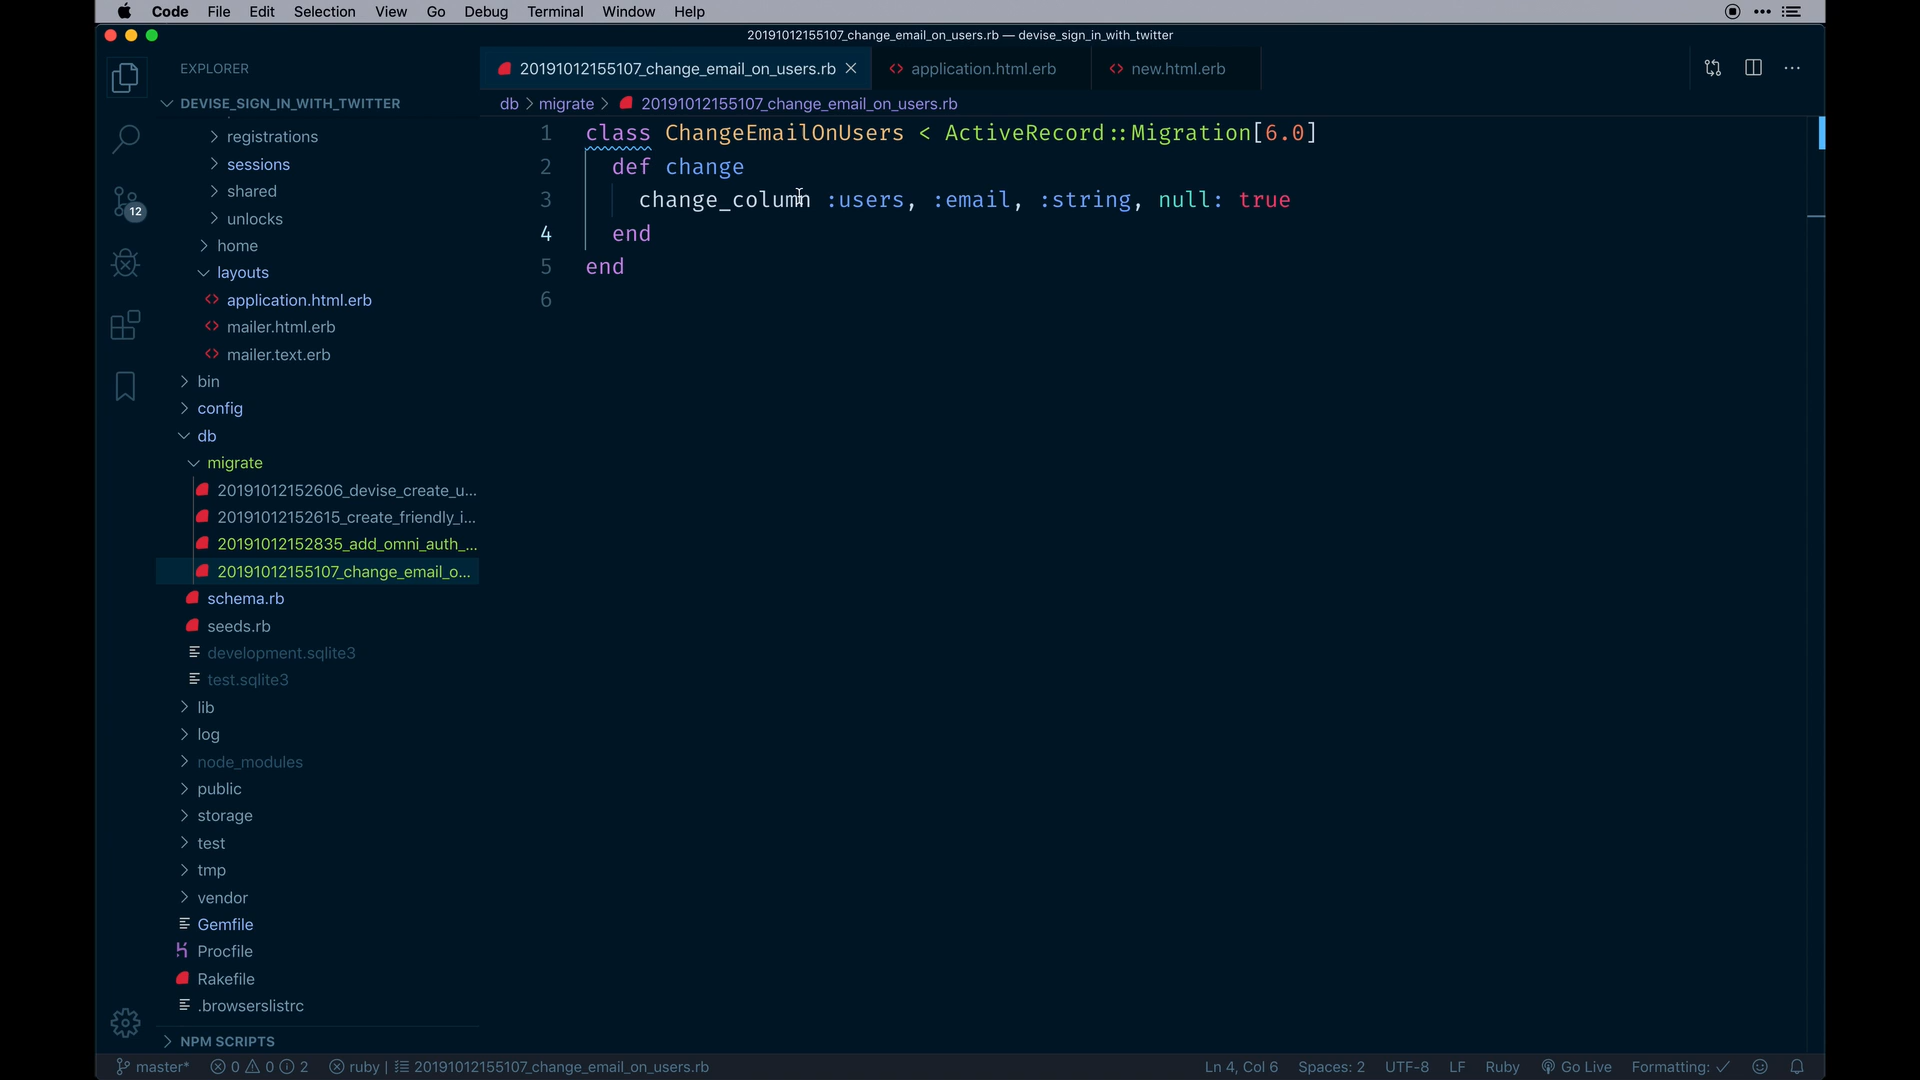 Code File Edit Selection View Go Debug Terminal Window Help
20191012155107_change_email_on_users.rb — devise_sign_in_with_twitter
EXPLORER
20191012155107_change_email_on_users.rb
application.html.erb
new.html.erb
DEVISE_SIGN_IN_WITH_TWITTER
db > migrate > 20191012155107_change_email_on_users.rb
registrations
sessions
shared
unlocks
home
layouts
application.html.erb
mailer.html.erb
mailer.text.erb
bin
config
db
migrate
20191012152606_devise_create_u...
20191012152615_create_friendly_i...
20191012152835_add_omni_auth_...
20191012155107_change_email_o...
schema.rb
seeds.rb
development.sqlite3
test.sqlite3
lib
log
node_modules
public
storage
test
tmp
vendor
Gemfile
Procfile
Rakefile
.browserslistrc
NPM SCRIPTS
12
1 class ChangeEmailOnUsers < ActiveRecord::Migration[6.0]
2 def change
3 change_column :users, :email, :string, null: true
4 end
5 end
6
master* 0 0 2 ruby | 20191012155107_change_email_on_users.rb
Ln 4, Col 6 Spaces: 2 UTF-8 LF Ruby Go Live Formatting: ✓